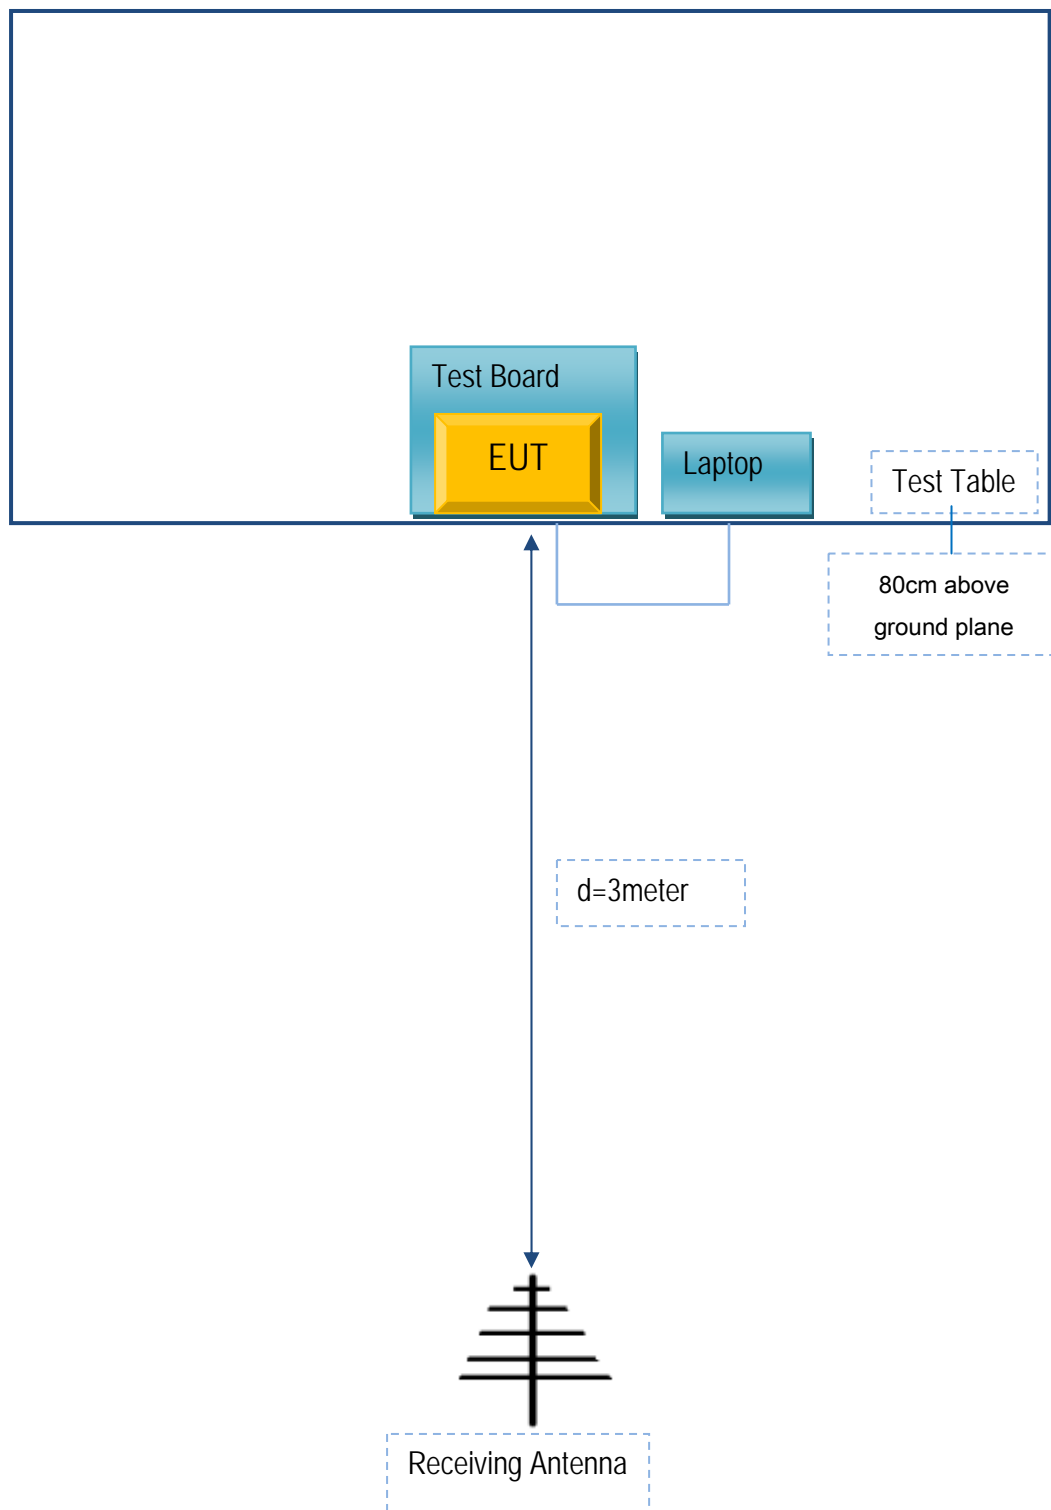 Test Board
EUT
Laptop
Test Table
80cm above
ground plane
d=3meter
Receiving Antenna